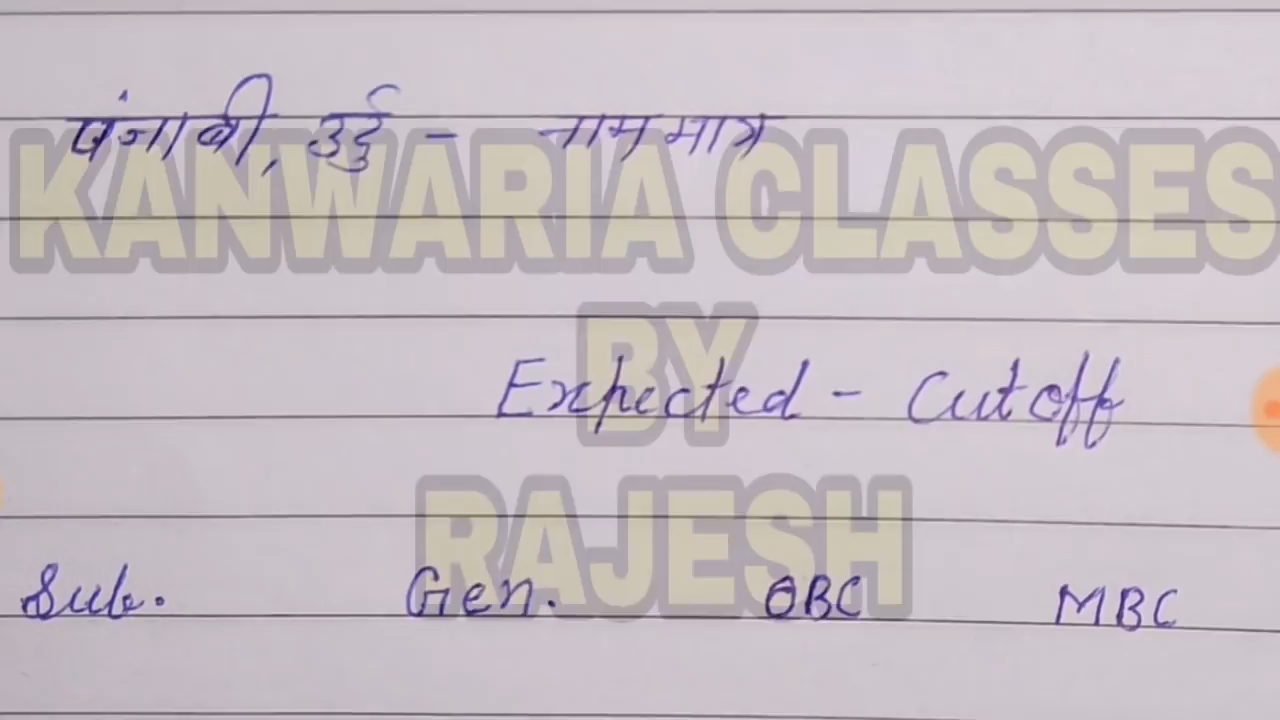 पंजाबी, उर्दु - नाम मात्र
KANWARIA CLASSES
BY
Expected - Cutoff
RAJESH
Sub. Gen. OBC MBC